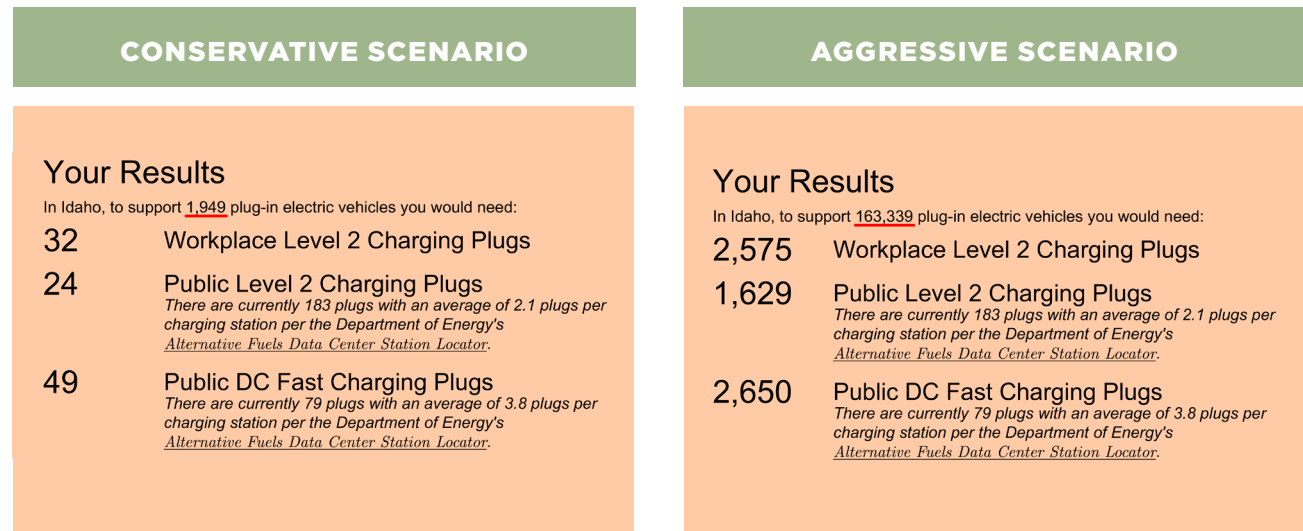 CONSERVATIVE SCENARIO
Your Results
In Idaho, to support 1,949 plug-in electric vehicles you would need:
32 Workplace Level 2 Charging Plugs
24 Public Level 2 Charging Plugs
There are currently 183 plugs with an average of 2.1 plugs per
charging station per the Department of Energy's
Alternative Fuels Data Center Station Locator.
49 Public DC Fast Charging Plugs
There are currently 79 plugs with an average of 3.8 plugs per
charging station per the Department of Energy's
Alternative Fuels Data Center Station Locator.
AGGRESSIVE SCENARIO
Your Results
In Idaho, to support 163,339 plug-in electric vehicles you would need:
2,575 Workplace Level 2 Charging Plugs
1,629 Public Level 2 Charging Plugs
There are currently 183 plugs with an average of 2.1 plugs per
charging station per the Department of Energy's
Alternative Fuels Data Center Station Locator.
2,650 Public DC Fast Charging Plugs
There are currently 79 plugs with an average of 3.8 plugs per
charging station per the Department of Energy's
Alternative Fuels Data Center Station Locator.